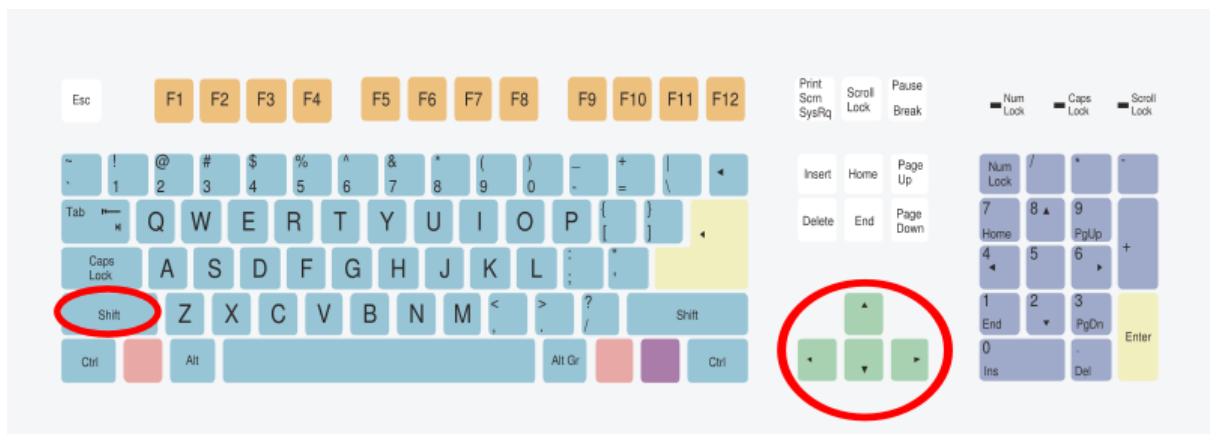 Esc F1 F2 F3 F4 F5 F6 F7 F8 F9 F10 F11 F12
Print Scrn SysRq
Scroll Lock
Pause Break
Num Lock
Caps Lock
Scroll Lock
~ ! @ # $ % ^ & * ( ) _ + |
` 1 2 3 4 5 6 7 8 9 0 - = \
Insert Home Page Up
Num Lock / * -
Tab Q W E R T Y U I O P { [ } ]
Delete End Page Down
7 Home 8 9 PgUp +
Caps Lock A S D F G H J K L : ; " '
4 5 6
Shift Z X C V B N M < , > . ? / Shift
1 End 2 3 PgDn Enter
Ctrl Alt Alt Gr Ctrl
0 Ins . Del